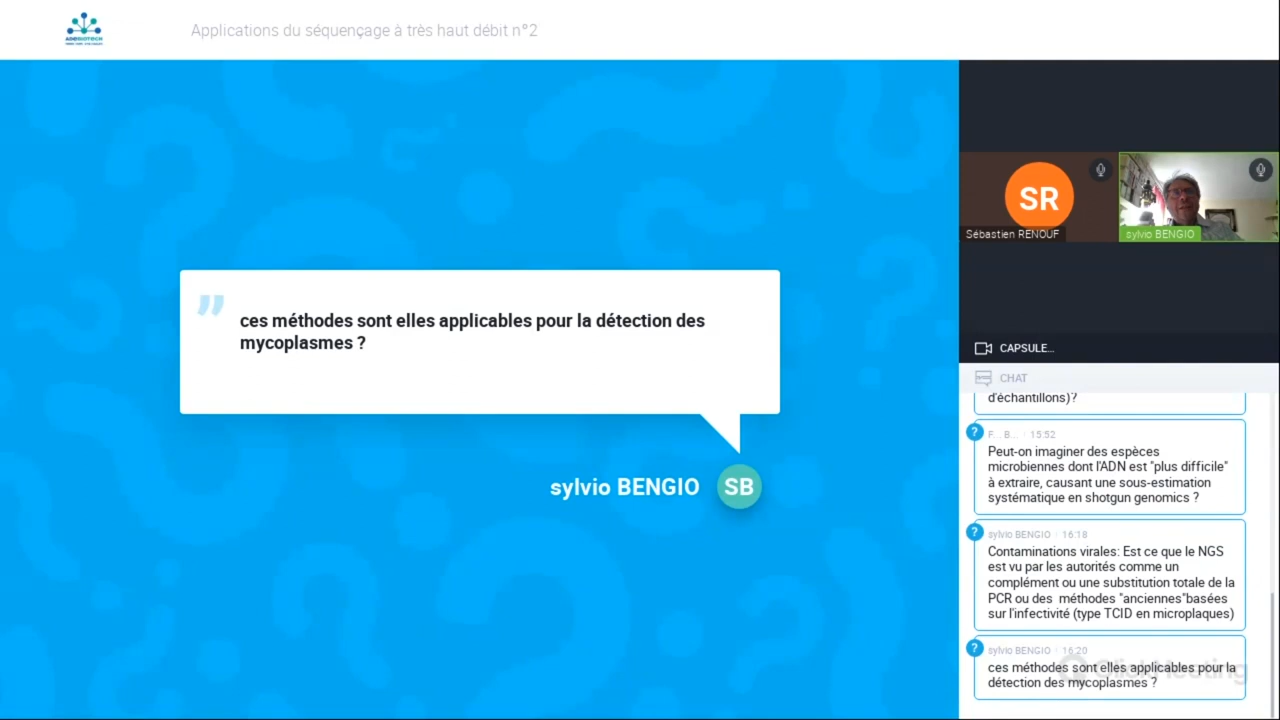 ADEBIOTECH
Applications du séquençage à très haut débit n°2
ces méthodes sont elles applicables pour la détection des
mycoplasmes ?
sylvio BENGIO
SB
SR
Sébastien RENOUF
sylvio BENGIO
CAPSULE...
CHAT
d'échantillons)?
? F... B... 15:52
Peut-on imaginer des espèces
microbiennes dont l'ADN est "plus difficile"
à extraire, causant une sous-estimation
systématique en shotgun genomics ?
? sylvio BENGIO 16:18
Contaminations virales: Est ce que le NGS
est vu par les autorités comme un
complément ou une substitution totale de la
PCR ou des méthodes "anciennes"basées
sur l'infectivité (type TCID en microplaques)
? sylvio BENGIO 16:20
ces méthodes sont elles applicables pour la
détection des mycoplasmes ?
ClickMeeting